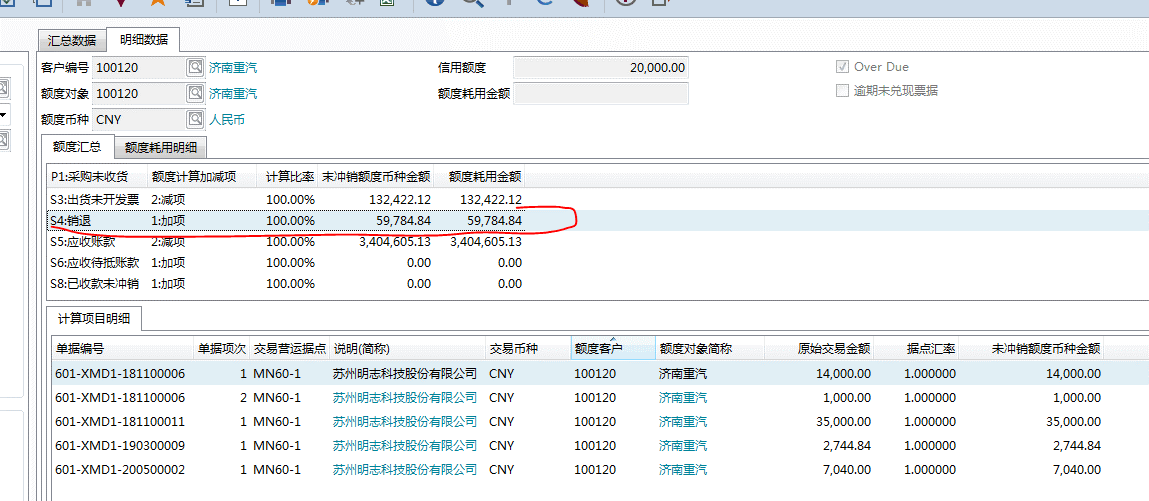 汇总数据 明细数据
客户编号 100120 济南重汽 信用额度 20,000.00 Over Due
额度对象 100120 济南重汽 额度耗用金额 逾期未兑现票据
额度币种 CNY 人民币
额度汇总 额度耗用明细
P1:采购未收货 额度计算加减项 计算比率 未冲销额度币种金额 额度耗用金额
S3:出货未开发票 2:减项 100.00% 132,422.12 132,422.12
S4:销退 1:加项 100.00% 59,784.84 59,784.84
S5:应收账款 2:减项 100.00% 3,404,605.13 3,404,605.13
S6:应收待抵账款 1:加项 100.00% 0.00 0.00
S8:已收款未冲销 1:加项 100.00% 0.00 0.00
计算项目明细
单据编号 单据项次 交易营运据点 说明(简称) 交易币种 额度客户 额度对象简称 原始交易金额 据点汇率 未冲销额度币种金额
601-XMD1-181100006 1 MN60-1 苏州明志科技股份有限公司 CNY 100120 济南重汽 14,000.00 1.000000 14,000.00
601-XMD1-181100006 2 MN60-1 苏州明志科技股份有限公司 CNY 100120 济南重汽 1,000.00 1.000000 1,000.00
601-XMD1-181100011 1 MN60-1 苏州明志科技股份有限公司 CNY 100120 济南重汽 35,000.00 1.000000 35,000.00
601-XMD1-190300009 1 MN60-1 苏州明志科技股份有限公司 CNY 100120 济南重汽 2,744.84 1.000000 2,744.84
601-XMD1-200500002 1 MN60-1 苏州明志科技股份有限公司 CNY 100120 济南重汽 7,040.00 1.000000 7,040.00